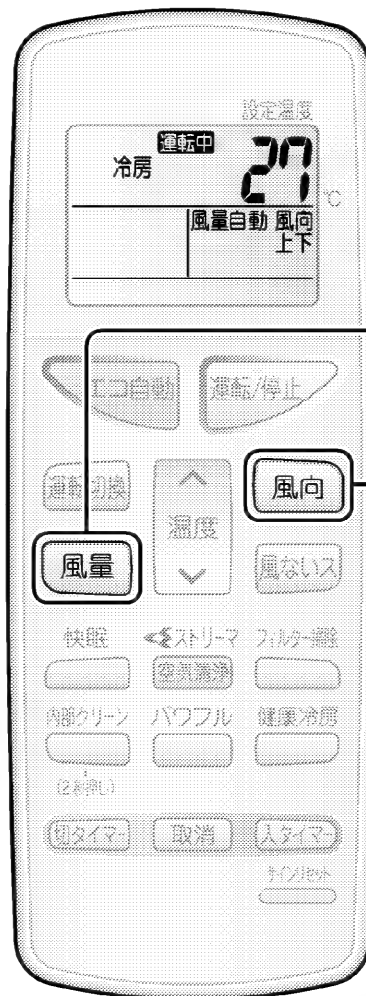 設定温度
運転中
冷房
27
℃
風量自動 風向
上下
エコ自動
運転/停止
運転切換
風向
温度
風量
風ないス
快眠
ストリーマ
フィルター掃除
空気清浄
内部クリーン
パワフル
健康冷房
(2秒押し)
切タイマー
取消
入タイマー
サインリセット